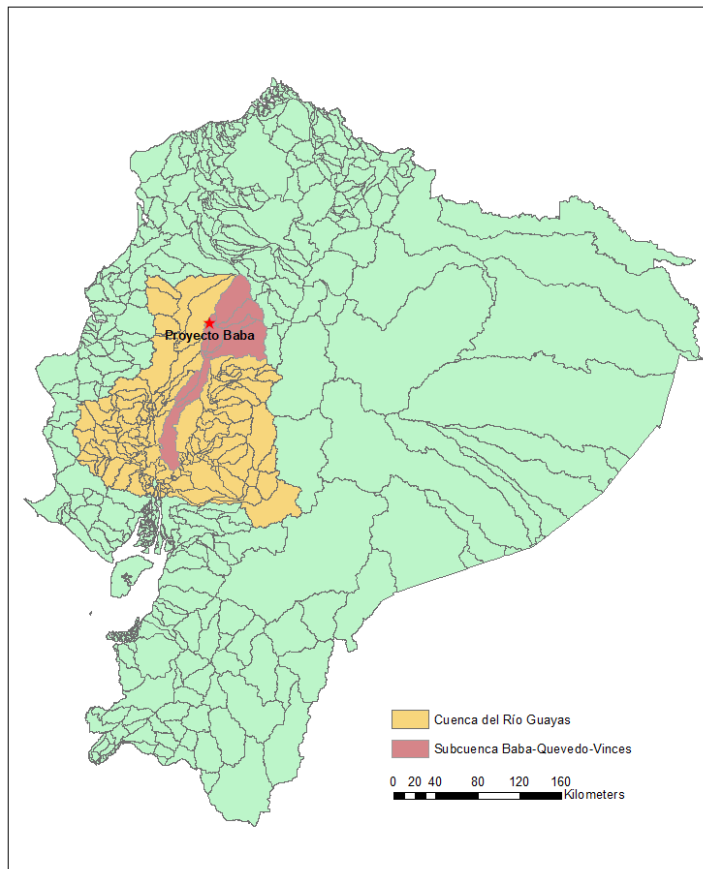 Proyecto Baba
Cuenca del Río Guayas
Subcuenca Baba-Quevedo-Vinces
0 20 40 80 120 160
Kilometers